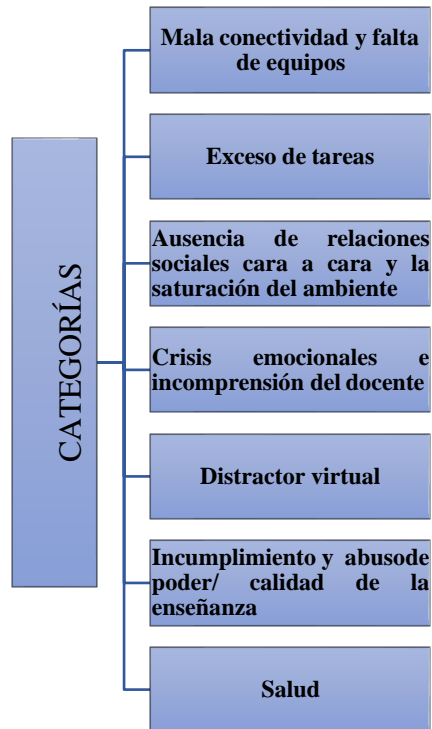 CATEGORÍAS
Mala conectividad y falta
de equipos
Exceso de tareas
Ausencia de relaciones
sociales cara a cara y la
saturación del ambiente
Crisis emocionales e
incomprensión del docente
Distractor virtual
Incumplimiento y abusode
poder/ calidad de la
enseñanza
Salud